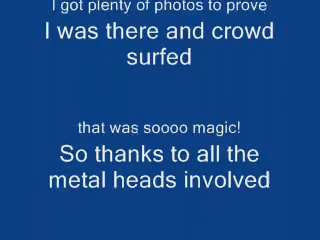 I got plenty of photos to prove
I was there and crowd
surfed
that was soooo magic!
So thanks to all the
metal heads involved